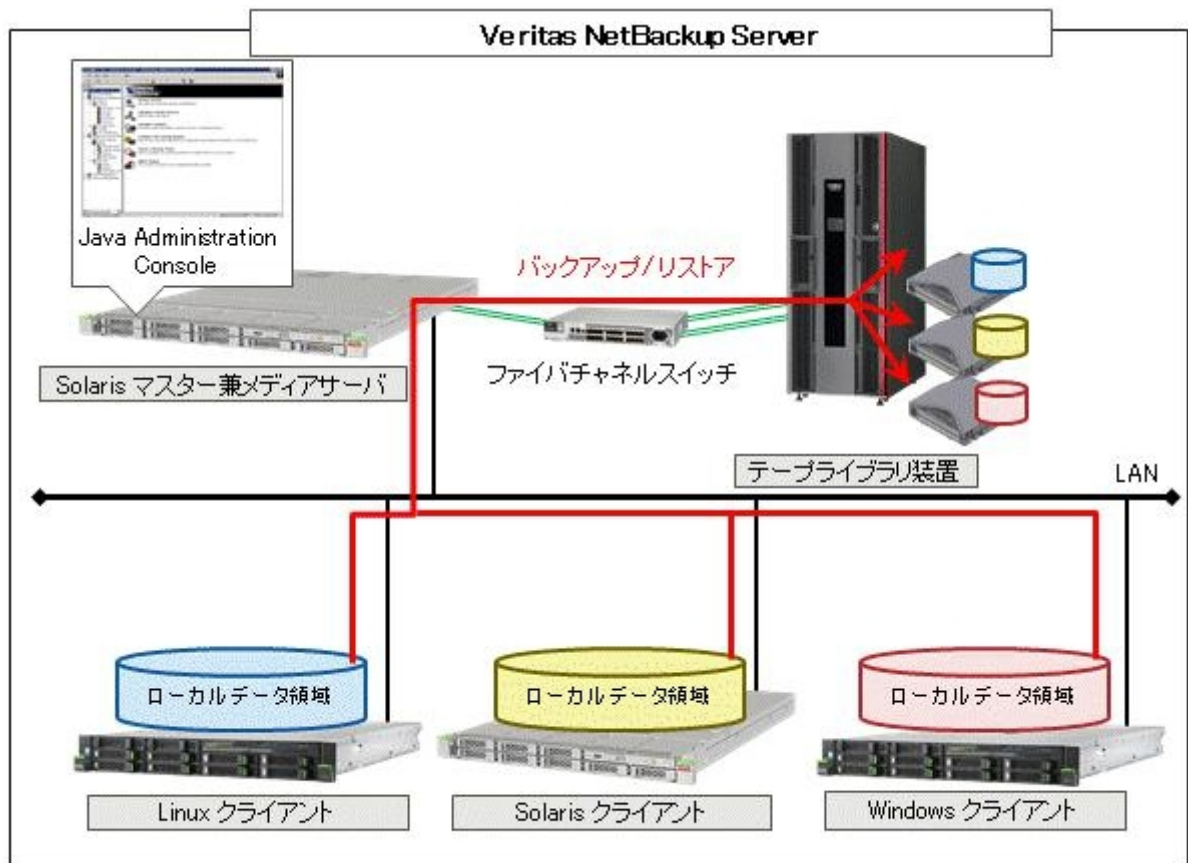 Veritas NetBackup Server
Java Administration
Console
バックアップ/リストア
ファイバチャネルスイッチ
Solaris マスター兼メディアサーバ
テープライブラリ装置
LAN
ローカルデータ領域
ローカルデータ領域
ローカルデータ領域
Linux クライアント
Solaris クライアント
Windows クライアント